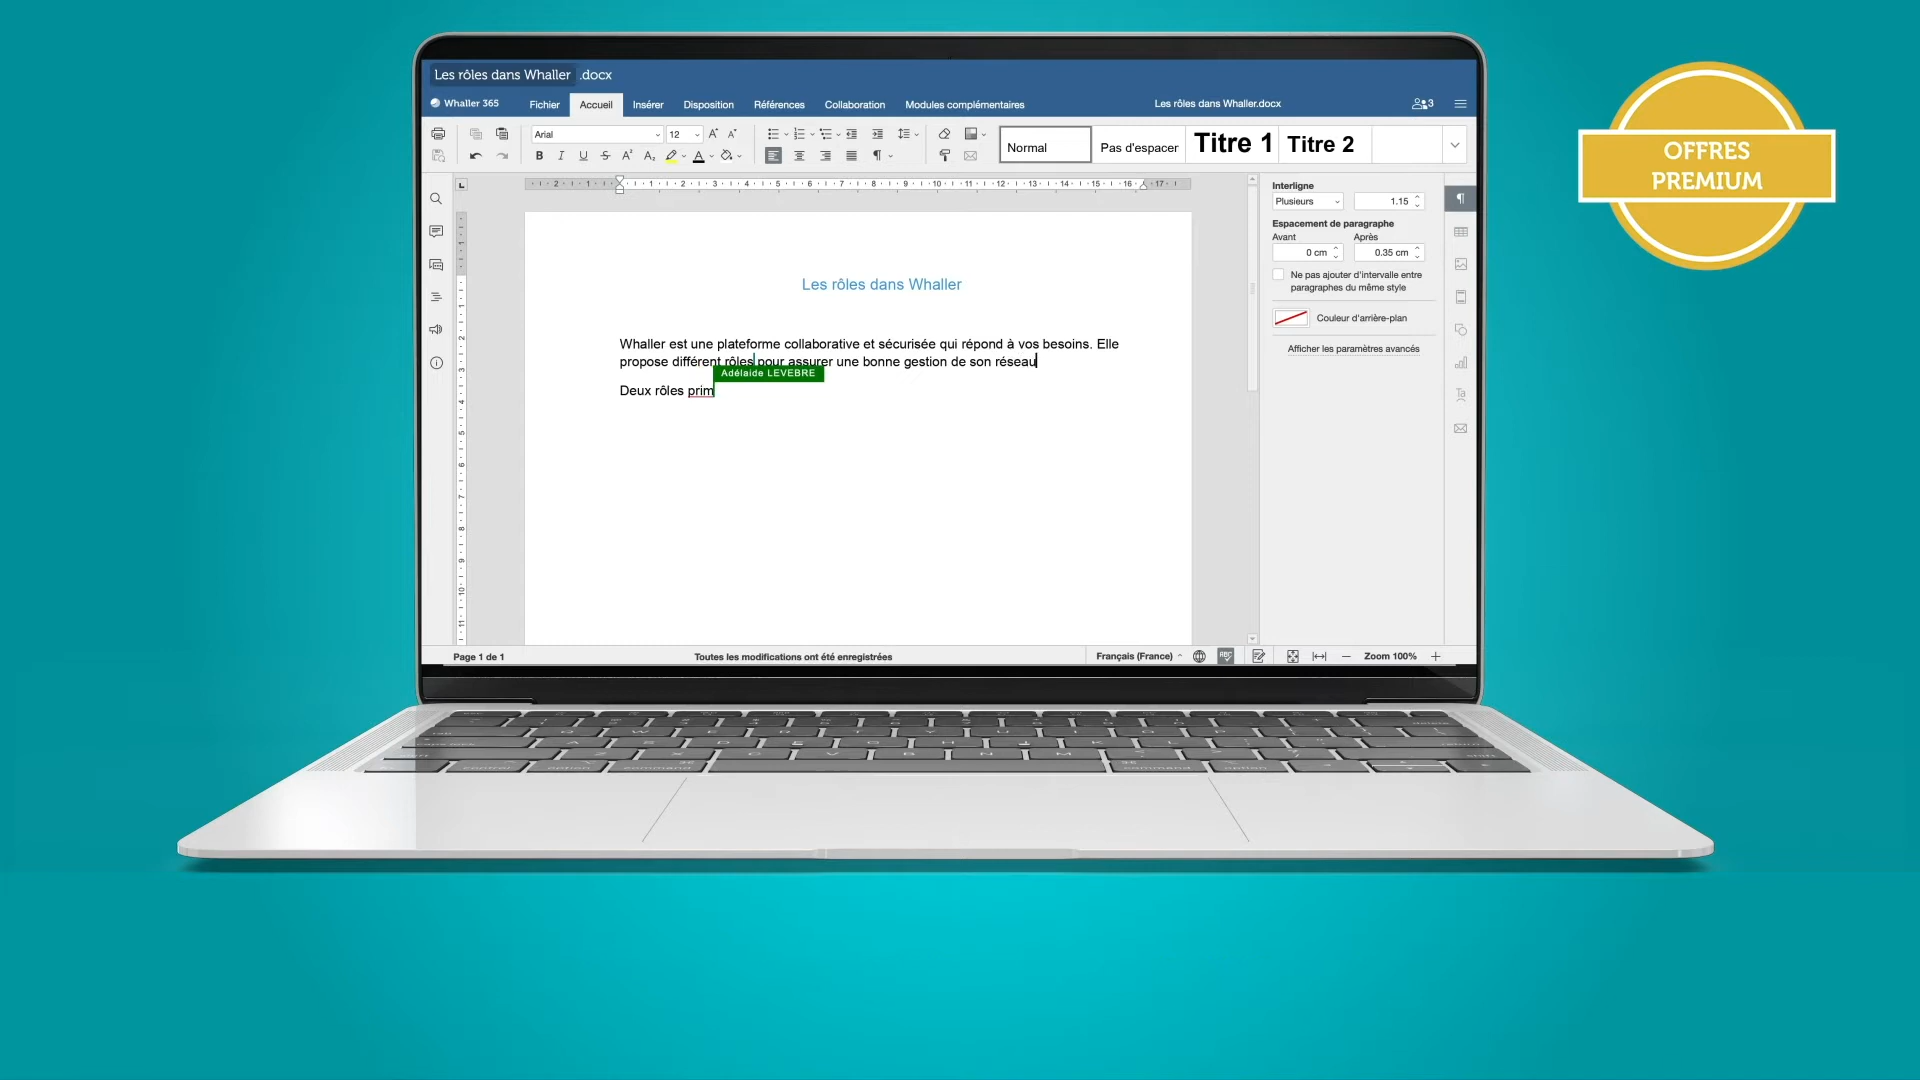 Les rôles dans Whaller .docx
Whaller 365
Fichier Accueil Insérer Disposition Références Collaboration Modules complémentaires
Les rôles dans Whaller.docx
3
Arial 12
Normal
Pas d'espacer
Titre 1
Titre 2
Les rôles dans Whaller
Whaller est une plateforme collaborative et sécurisée qui répond à vos besoins. Elle
propose différent rôles pour assurer une bonne gestion de son réseau
Adélaide LEVEBRE
Deux rôles prim
Interligne
Plusieurs 1.15
Espacement de paragraphe
Avant Après
0 cm 0.35 cm
Ne pas ajouter d'intervalle entre
paragraphes du même style
Couleur d'arrière-plan
Afficher les paramètres avancés
Page 1 de 1
Toutes les modifications ont été enregistrées
Français (France)
Zoom 100%
OFFRES
PREMIUM